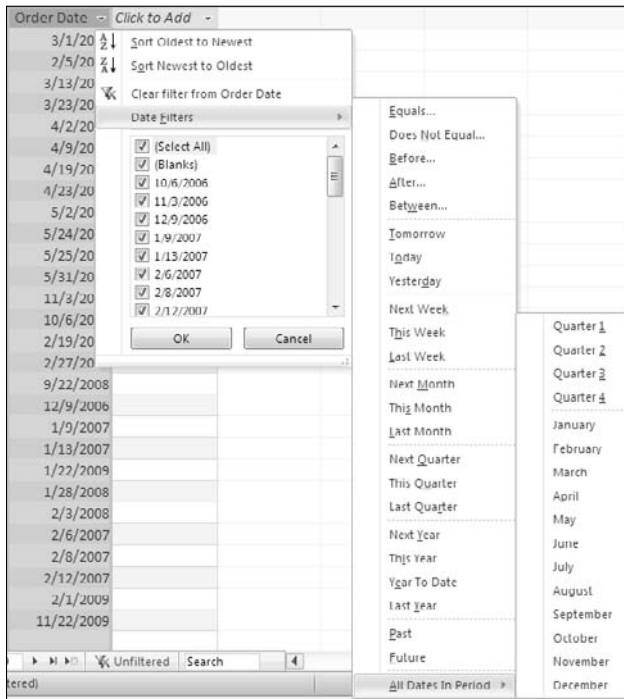 Order Date
Click to Add
3/1/20
2/5/20
3/13/20
3/23/20
4/2/20
4/9/20
4/19/20
4/23/20
5/2/20
5/24/20
5/25/20
5/31/20
11/3/20
10/6/20
2/19/20
2/27/20
9/22/2008
12/9/2006
1/9/2007
1/13/2007
1/22/2009
1/28/2008
2/3/2008
2/6/2007
2/8/2007
2/12/2007
2/1/2009
11/22/2009
Sort Oldest to Newest
Sort Newest to Oldest
Clear filter from Order Date
Date Filters
(Select All)
(Blanks)
10/6/2006
11/3/2006
12/9/2006
1/9/2007
1/13/2007
2/6/2007
2/8/2007
2/12/2007
OK
Cancel
Equals...
Does Not Equal...
Before...
After...
Between...
Tomorrow
Today
Yesterday
Next Week
This Week
Last Week
Next Month
This Month
Last Month
Next Quarter
This Quarter
Last Quarter
Next Year
This Year
Year To Date
Last Year
Past
Future
All Dates In Period
Quarter 1
Quarter 2
Quarter 3
Quarter 4
January
February
March
April
May
June
July
August
September
October
November
December
Unfiltered
Search
tered)